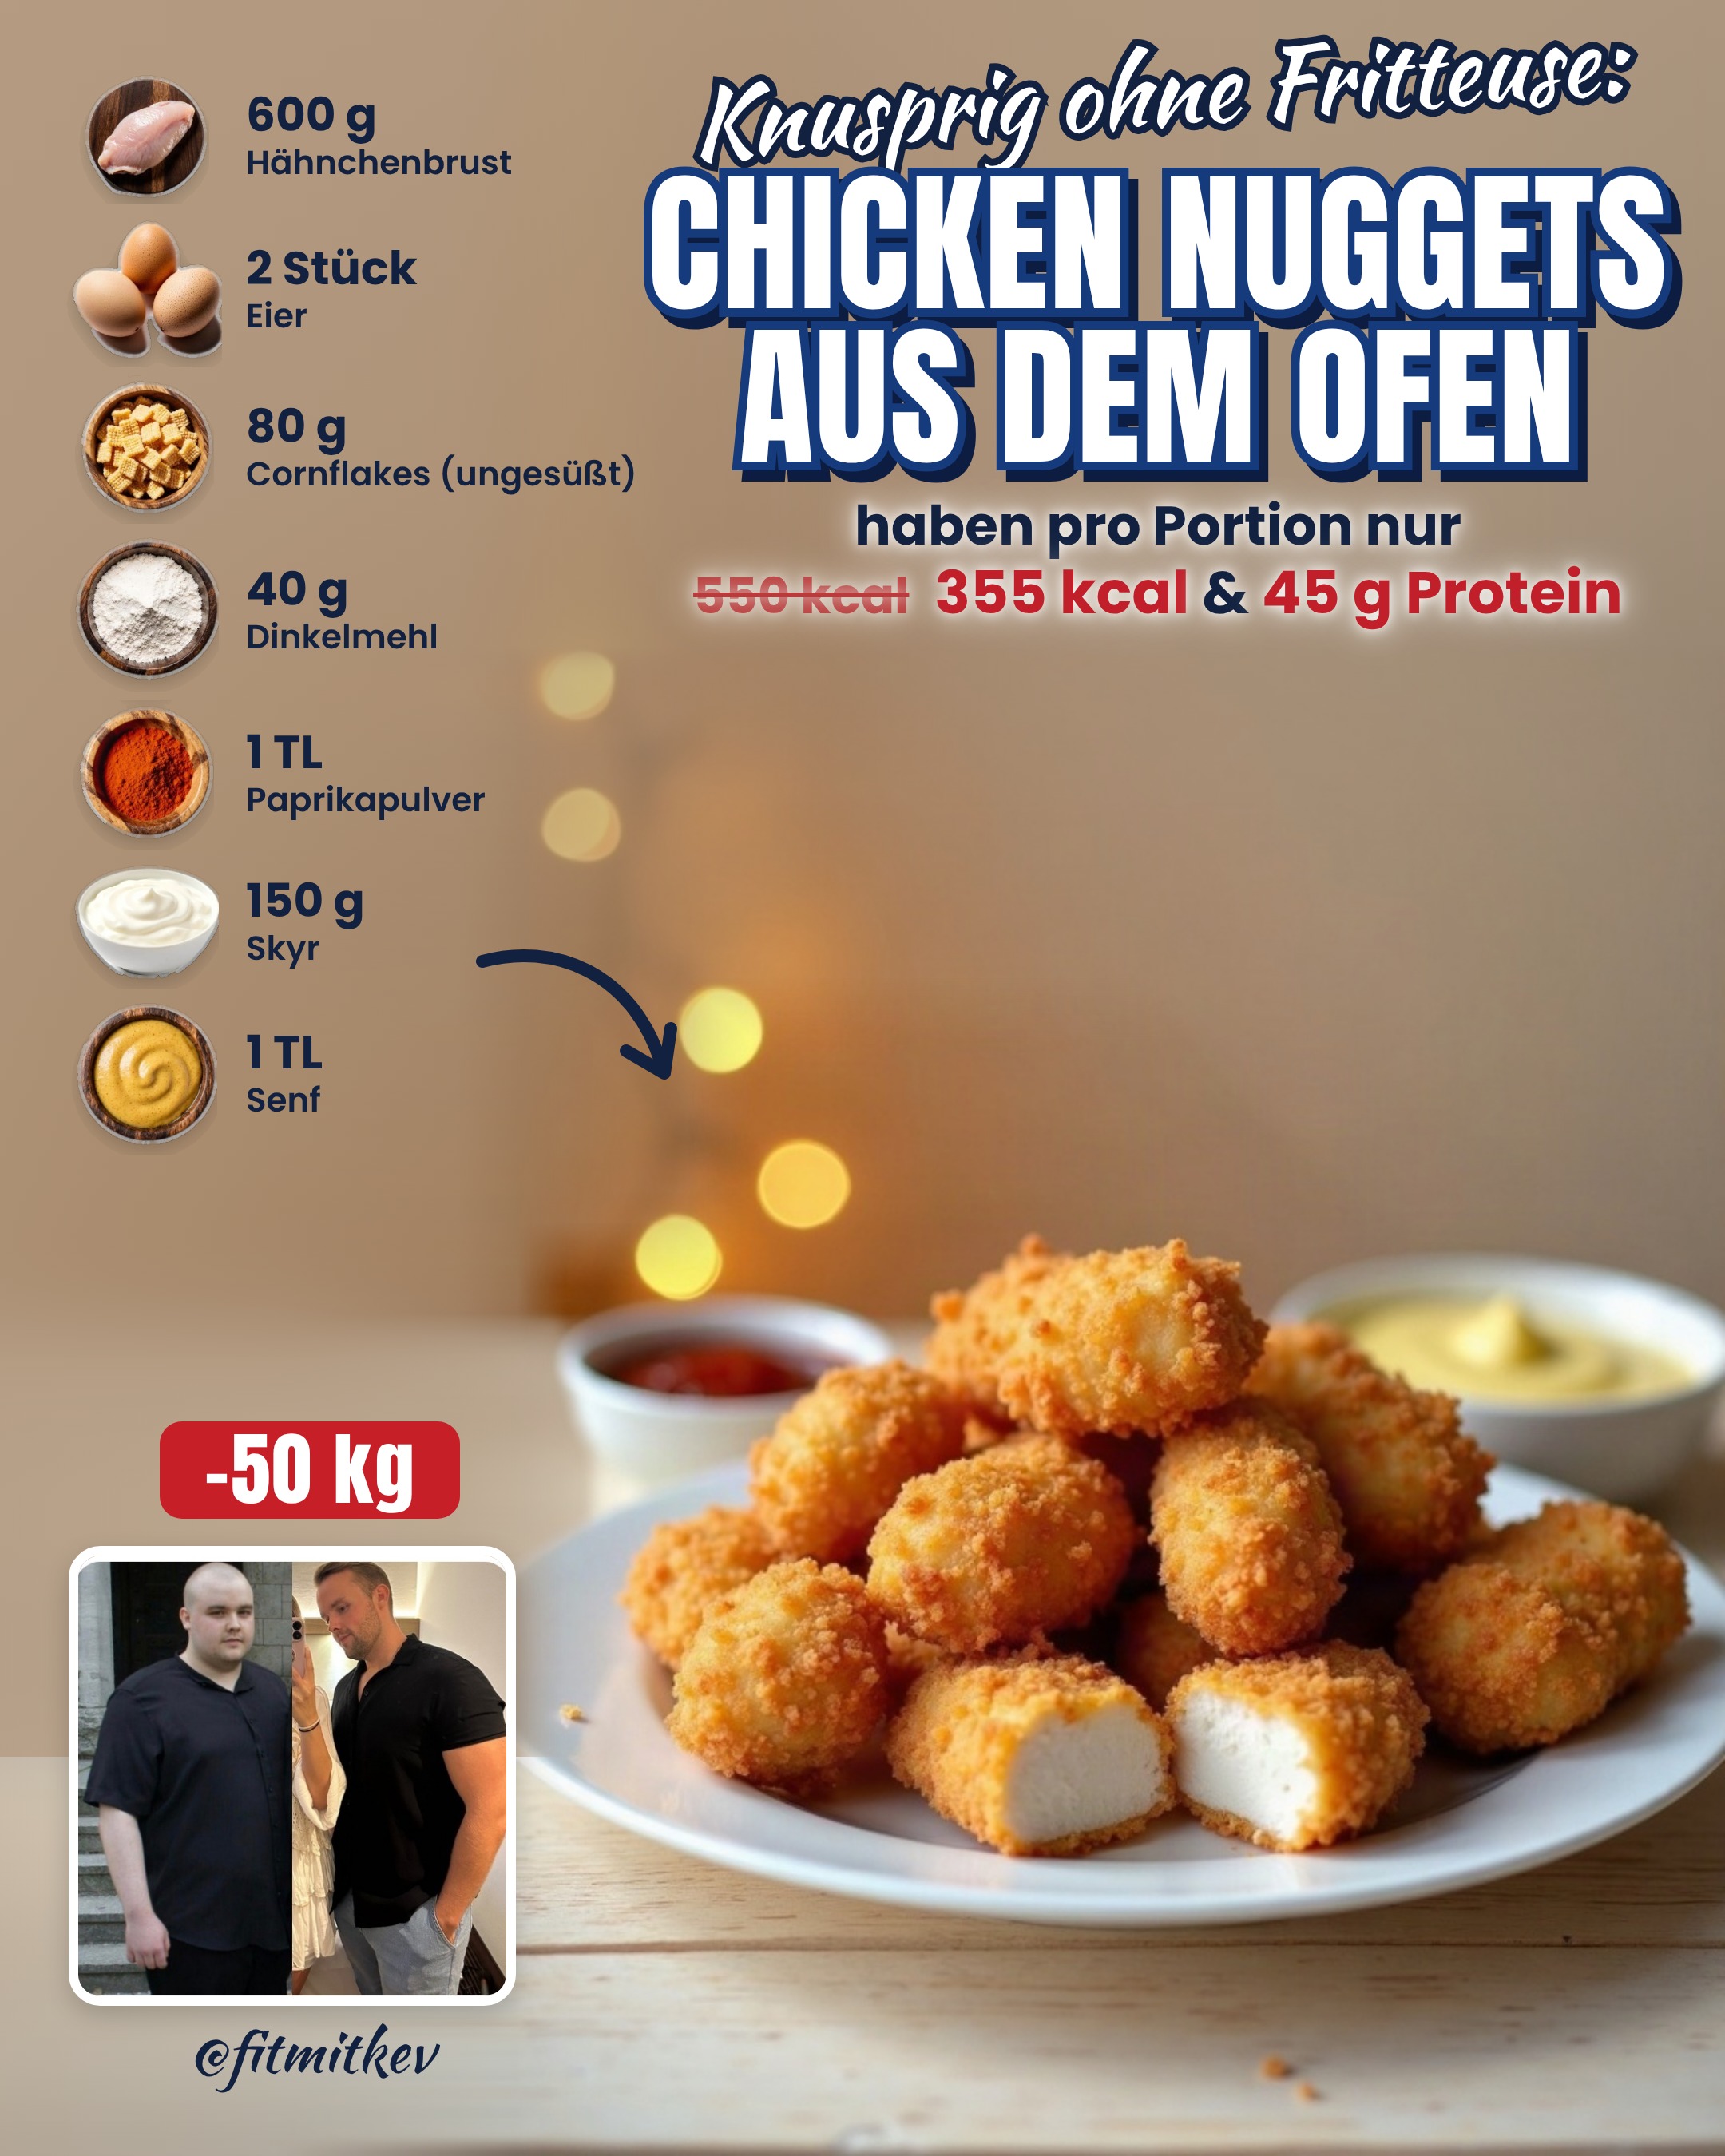 Knusprig ohne Fritteuse:
CHICKEN NUGGETS
AUS DEM OFEN
haben pro Portion nur
550 kcal 355 kcal & 45 g Protein
600 g
Hähnchenbrust
2 Stück
Eier
80 g
Cornflakes (ungesüßt)
40 g
Dinkelmehl
1 TL
Paprikapulver
150 g
Skyr
1 TL
Senf
-50 kg
@fitmitkev